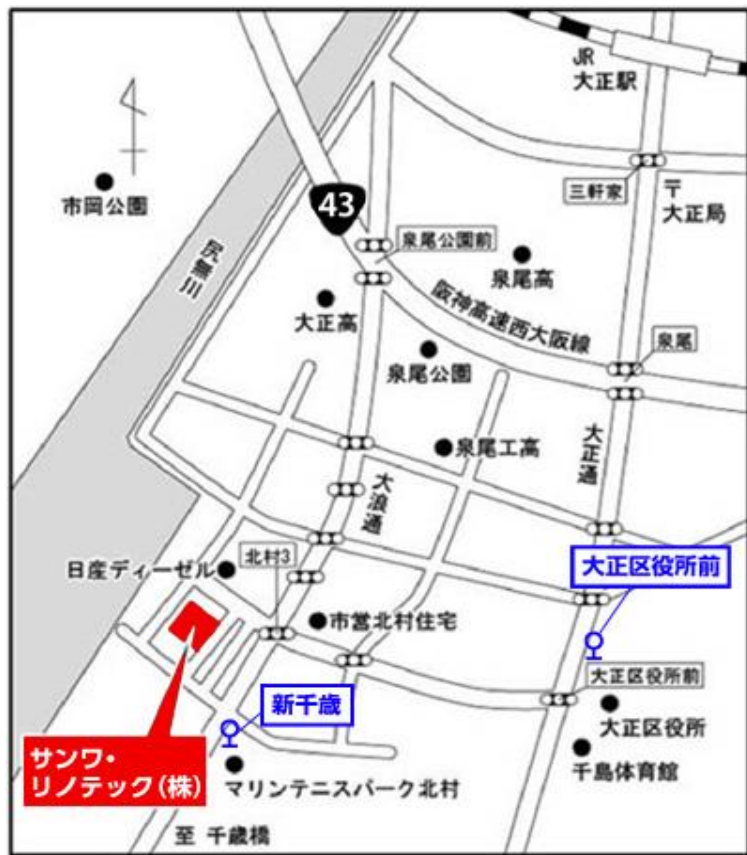 JR
大正駅
三軒家
〒
大正局
市岡公園
43
尻無川
泉尾公園前
泉尾高
大正高
阪神高速西大阪線
泉尾公園
泉尾
泉尾工高
大正通
大浪通
日産ディーゼル
北村3
大正区役所前
市営北村住宅
大正区役所前
新千歳
大正区役所
サンワ・
リノテック(株)
千島体育館
マリンテニスパーク北村
至 千歳橋